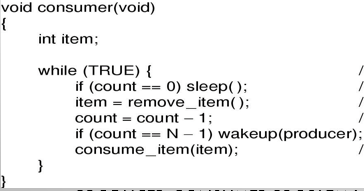 void consumer(void)
{
int item;
while (TRUE) {                                  /
if (count == 0) sleep( );                  /
item = remove_item( );                  /
count = count − 1;                          /
if (count == N − 1) wakeup(producer);
consume_item(item);                      /
}
}